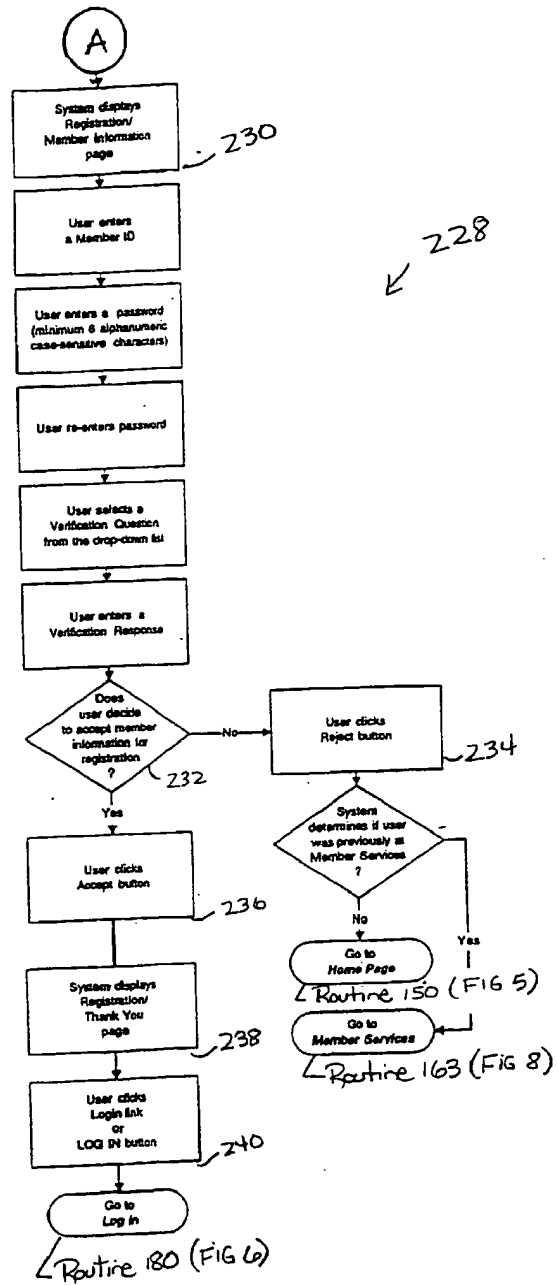 A
System displays
Registration/
Member Information
page
230
User enters
a Member ID
228
User enters a password
(minimum 6 alphanumeric
case-sensitive characters)
User re-enters password
User selects a
Verification Question
from the drop-down list
User enters a
Verification Response
Does
user decide
to accept member
information for
registration
?
232
No
User clicks
Reject button
234
Yes
System
determines if user
was previously at
Member Services
?
User clicks
Accept button
236
No
Yes
Go to
Home Page
Routine 150 (FIG 5)
System displays
Registration/
Thank You
page
238
Go to
Member Services
Routine 163 (FIG 8)
User clicks
Login link
or
LOG IN button
240
Go to
Log In
Routine 180 (FIG 6)